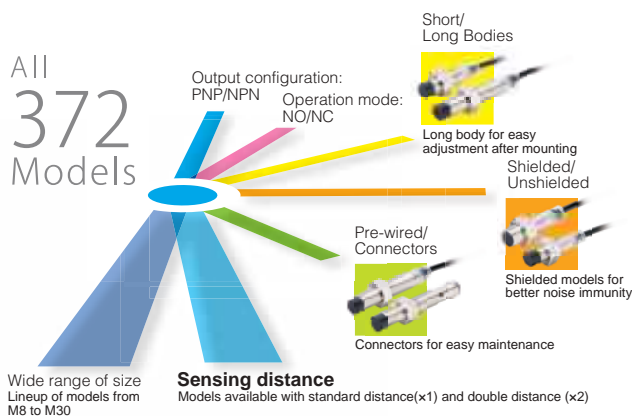 All
372
Models
Output configuration:
PNP/NPN
Operation mode:
NO/NC
Short/
Long Bodies
Long body for easy
adjustment after mounting
Shielded/
Unshielded
Shielded models for
better noise immunity
Pre-wired/
Connectors
Connectors for easy maintenance
Wide range of size
Lineup of models from
M8 to M30
Sensing distance
Models available with standard distance(×1) and double distance (×2)